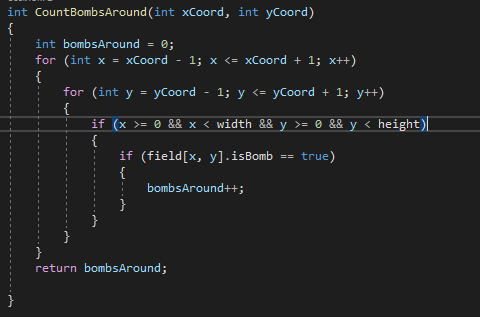 int CountBombsAround(int xCoord, int yCoord)
{
    int bombsAround = 0;
    for (int x = xCoord - 1; x <= xCoord + 1; x++)
    {
        for (int y = yCoord - 1; y <= yCoord + 1; y++)
        {
            if (x >= 0 && x < width && y >= 0 && y < height)
            {
                if (field[x, y].isBomb == true)
                {
                    bombsAround++;
                }
            }
        }
    }
    return bombsAround;

}